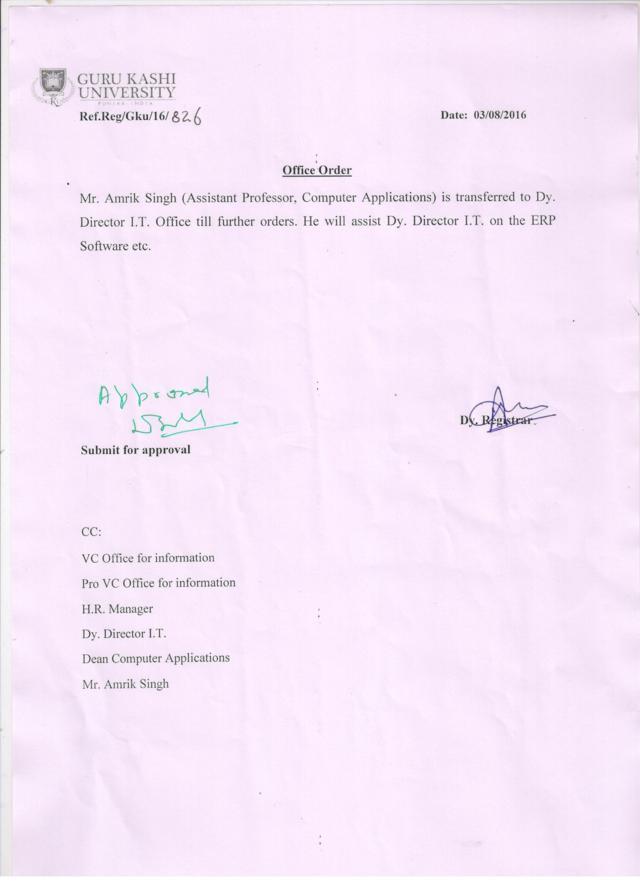 GURU KASHI
UNIVERSITY
PUNJAB-INDIA
Ref.Reg/Gku/16/826
Date: 03/08/2016
Office Order
Mr. Amrik Singh (Assistant Professor, Computer Applications) is transferred to Dy.
Director I.T. Office till further orders. He will assist Dy. Director I.T. on the ERP
Software etc.
Approved
Dy. Registrar
Submit for approval
CC:
VC Office for information
Pro VC Office for information
H.R. Manager
Dy. Director I.T.
Dean Computer Applications
Mr. Amrik Singh